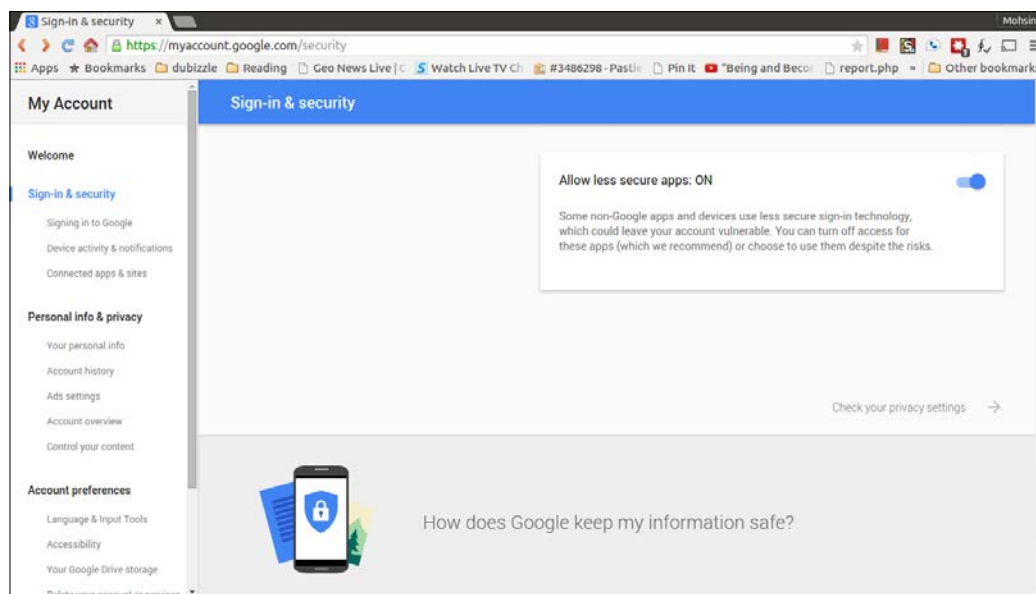 Sign-in & security
Mohsin
https://myaccount.google.com/security
Apps Bookmarks dubizzle Reading Geo News Live | C Watch Live TV Ch #3486298 - Pastie Pin It "Being and Becor report.php » Other bookmarks
My Account
Sign-in & security
Welcome
Sign-in & security
Signing in to Google
Device activity & notifications
Connected apps & sites
Personal info & privacy
Your personal info
Account history
Ads settings
Account overview
Control your content
Account preferences
Language & Input Tools
Accessibility
Your Google Drive storage
Delete your account or services
Allow less secure apps: ON
Some non-Google apps and devices use less secure sign-in technology,
which could leave your account vulnerable. You can turn off access for
these apps (which we recommend) or choose to use them despite the risks.
Check your privacy settings
How does Google keep my information safe?